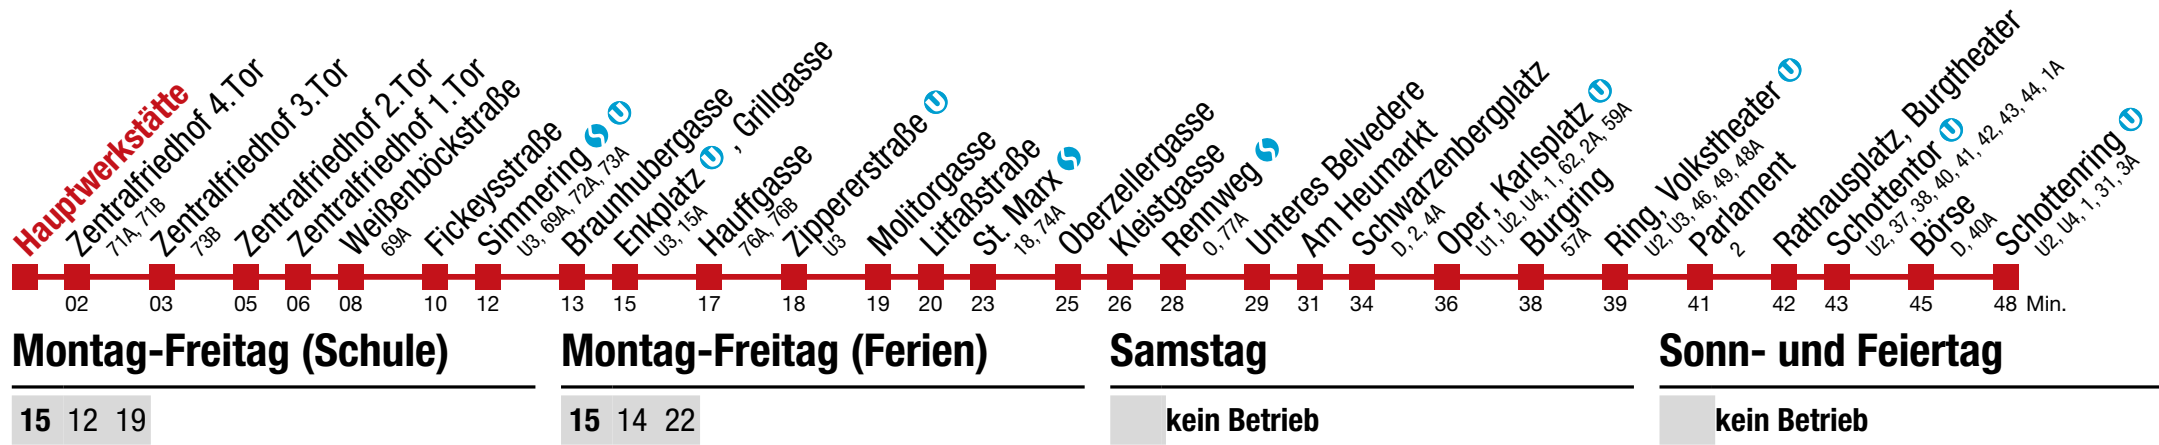 Hauptwerkstätte
Zentralfriedhof 4.Tor
71A, 71B
Zentralfriedhof 3.Tor
73B
Zentralfriedhof 2.Tor
Zentralfriedhof 1.Tor
Weißenböckstraße
69A
Fickeysstraße
Simmering
U3, 69A, 72A, 73A
Braunhubergasse
Enkplatz U , Grillgasse
U3, 15A
Hauffgasse
76A, 76B
Zippererstraße U
U3
Molitorgasse
Litfaßstraße
St. Marx
18, 74A
Oberzellergasse
Kleistgasse
Rennweg
O, 77A
Unteres Belvedere
Am Heumarkt
Schwarzenbergplatz
D, 2, 4A
Oper, Karlsplatz U
U1, U2, U4, 1, 62, 2A, 59A
Burgring
57A
Ring, Volkstheater U
U2, U3, 46, 49, 48A
Parlament
2
Rathausplatz, Burgtheater
Schottentor U
U2, 37, 38, 40, 41, 42, 43, 44, 1A
Börse
D, 40A
Schottenring U
U2, U4, 1, 31, 3A
02 03 05 06 08 10 12 13 15 17 18 19 20 23 25 26 28 29 31 34 36 38 39 41 42 43 45 48 Min.
Montag-Freitag (Schule) Montag-Freitag (Ferien) Samstag Sonn- und Feiertag
15 12 19 15 14 22 kein Betrieb kein Betrieb